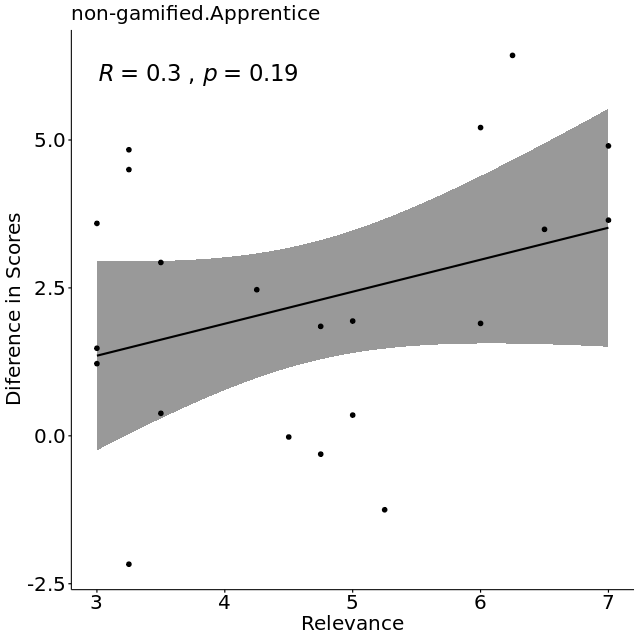 non-gamified.Apprentice
R = 0.3 , p = 0.19
Diference in Scores
5.0
2.5
0.0
-2.5
3 4 5 6 7
Relevance